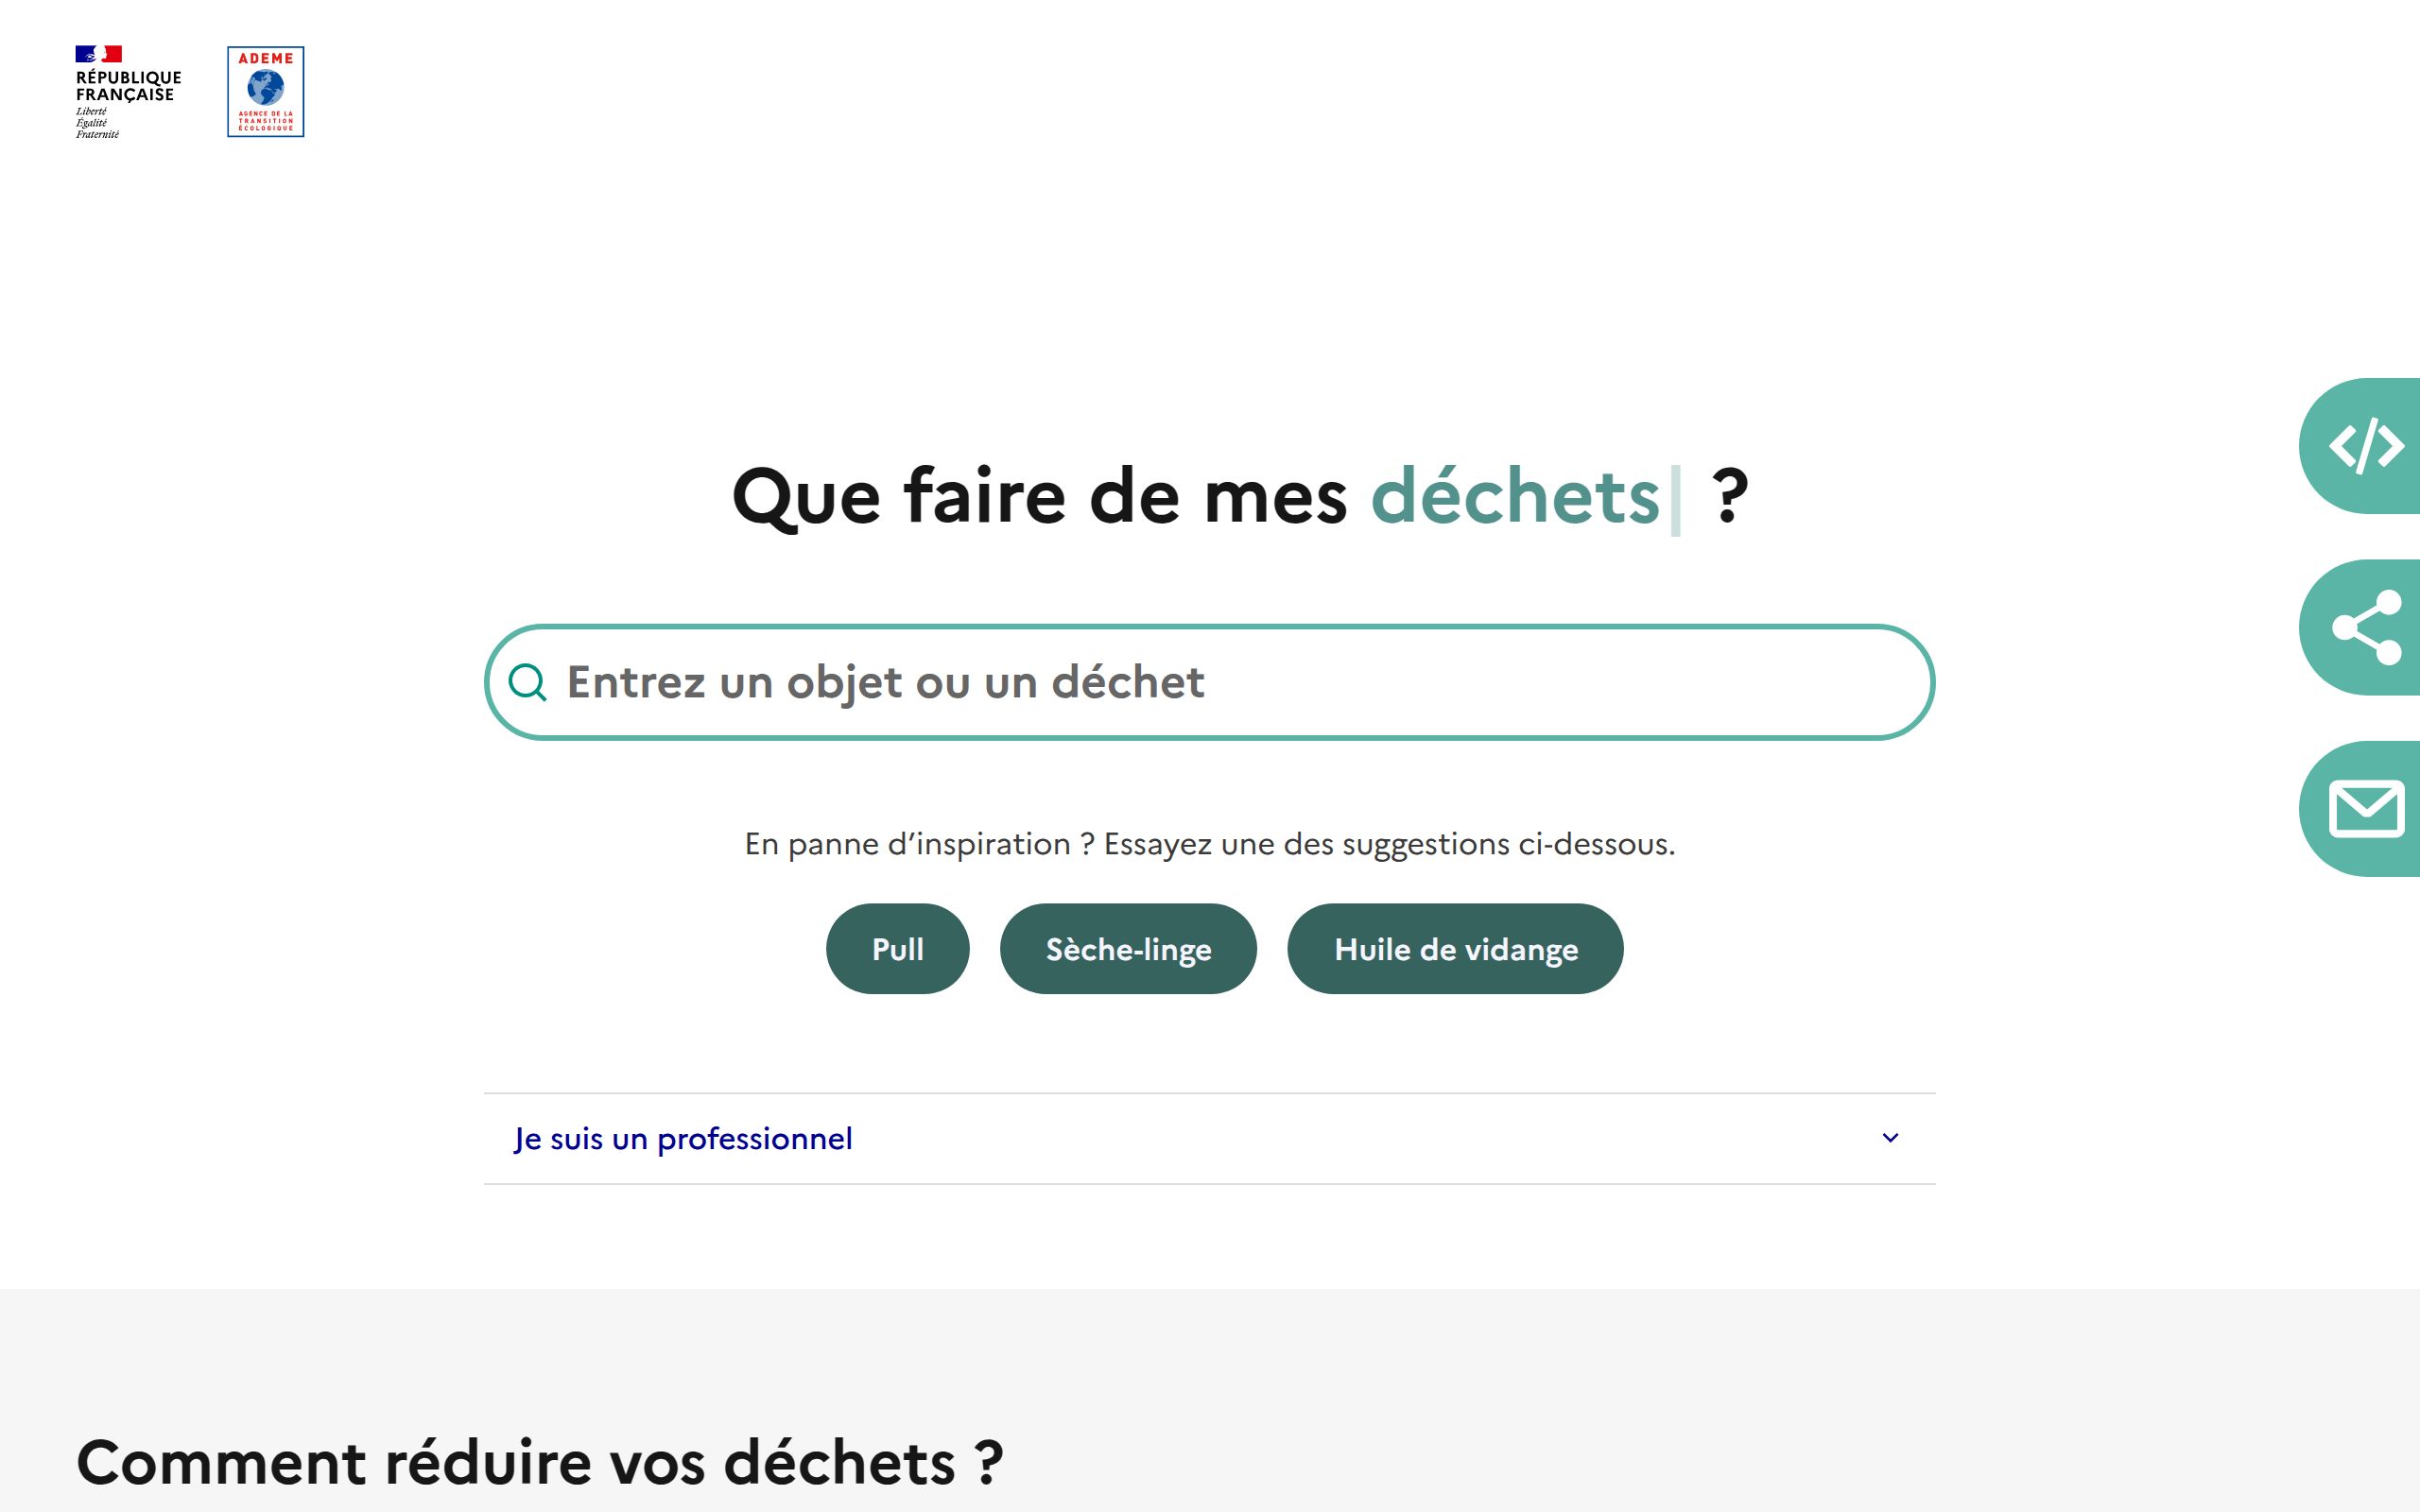 RÉPUBLIQUE
FRANÇAISE
Liberté
Égalité
Fraternité
ADEME
AGENCE DE LA
TRANSITION
ÉCOLOGIQUE
Que faire de mes déchets| ?
Entrez un objet ou un déchet
En panne d’inspiration ? Essayez une des suggestions ci-dessous.
Pull
Sèche-linge
Huile de vidange
Je suis un professionnel
Comment réduire vos déchets ?